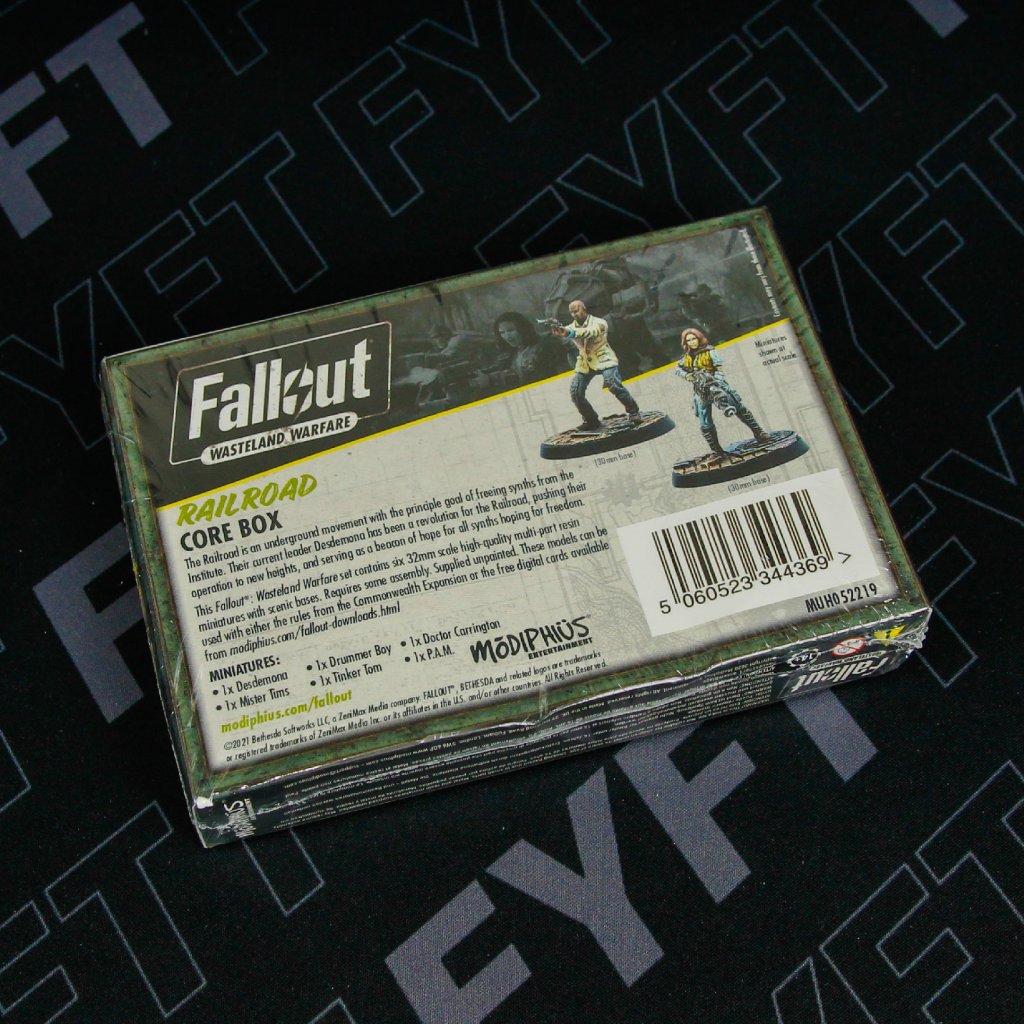 FYFT
Fallout®
WASTELAND WARFARE
RAILROAD
CORE BOX
The Railroad is an underground movement with the principle goal of freeing synths from the
Institute. Their current leader Desdemona has been a revolution for the Railroad, pushing their
operation to new heights, and serving as a beacon of hope for all synths hoping for freedom.
This Fallout®: Wasteland Warfare set contains six 32mm scale high-quality multi-part resin
miniatures with scenic bases. Requires some assembly. Supplied unpainted. These models can be
used with either the rules from the Commonwealth Expansion or the free digital cards available
from modiphius.com/fallout-downloads.html
MINIATURES:
• 1x Desdemona
• 1x Mister Tims
• 1x Drummer Boy
• 1x Tinker Tom
• 1x Doctor Carrington
• 1x P.A.M.
MŌDIPHIÜS
ENTERTAINMENT
modiphius.com/fallout
©2021 Bethesda Softworks LLC, a ZeniMax Media company. FALLOUT®, BETHESDA and related logos are trademarks
or registered trademarks of ZeniMax Media Inc. or its affiliates in the U.S. and/or other countries. All Rights Reserved.
Miniatures
shown at
actual scale.
(30mm base)
(30mm base)
5 060523 344369 >
MUH052219
Fallout